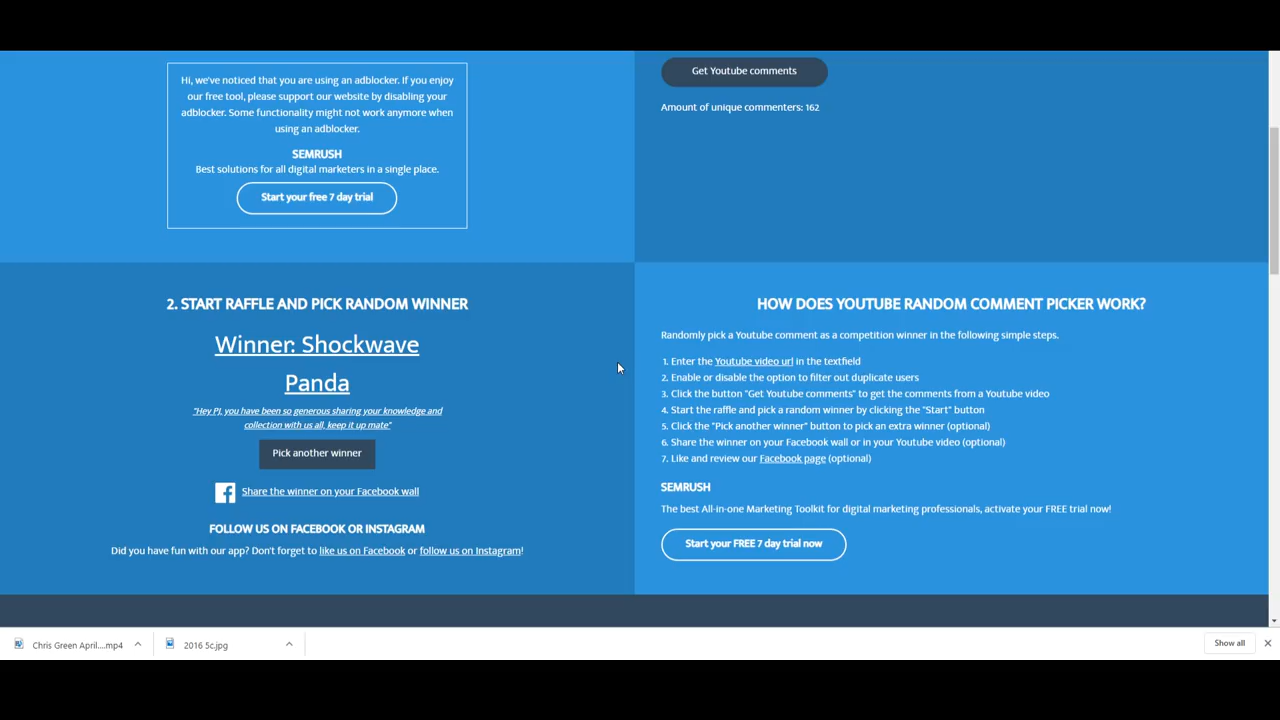 Hi, we've noticed that you are using an adblocker. If you enjoy
our free tool, please support our website by disabling your
adblocker. Some functionality might not work anymore when
using an adblocker.
SEMRUSH
Best solutions for all digital marketers in a single place.
Start your free 7 day trial
Get Youtube comments
Amount of unique commenters: 162
2. START RAFFLE AND PICK RANDOM WINNER
Winner: Shockwave
Panda
"Hey PJ, you have been so generous sharing your knowledge and
collection with us all, keep it up mate"
Pick another winner
Share the winner on your Facebook wall
FOLLOW US ON FACEBOOK OR INSTAGRAM
Did you have fun with our app? Don't forget to like us on Facebook or follow us on Instagram!
HOW DOES YOUTUBE RANDOM COMMENT PICKER WORK?
Randomly pick a Youtube comment as a competition winner in the following simple steps.
1. Enter the Youtube video url in the textfield
2. Enable or disable the option to filter out duplicate users
3. Click the button "Get Youtube comments" to get the comments from a Youtube video
4. Start the raffle and pick a random winner by clicking the "Start" button
5. Click the "Pick another winner" button to pick an extra winner (optional)
6. Share the winner on your Facebook wall or in your Youtube video (optional)
7. Like and review our Facebook page (optional)
SEMRUSH
The best All-in-one Marketing Toolkit for digital marketing professionals, activate your FREE trial now!
Start your FREE 7 day trial now
Chris Green April....mp4
2016 5c.jpg
Show all